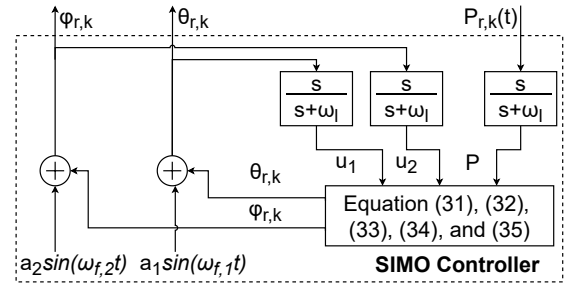 φr,k
θr,k
Pr,k(t)
s
s+ωl
s
s+ωl
s
s+ωl
u1
u2
P
+
+
θr,k
φr,k
Equation (31), (32),
(33), (34), and (35)
a2sin(ωf,2t)
a1sin(ωf,1t)
SIMO Controller